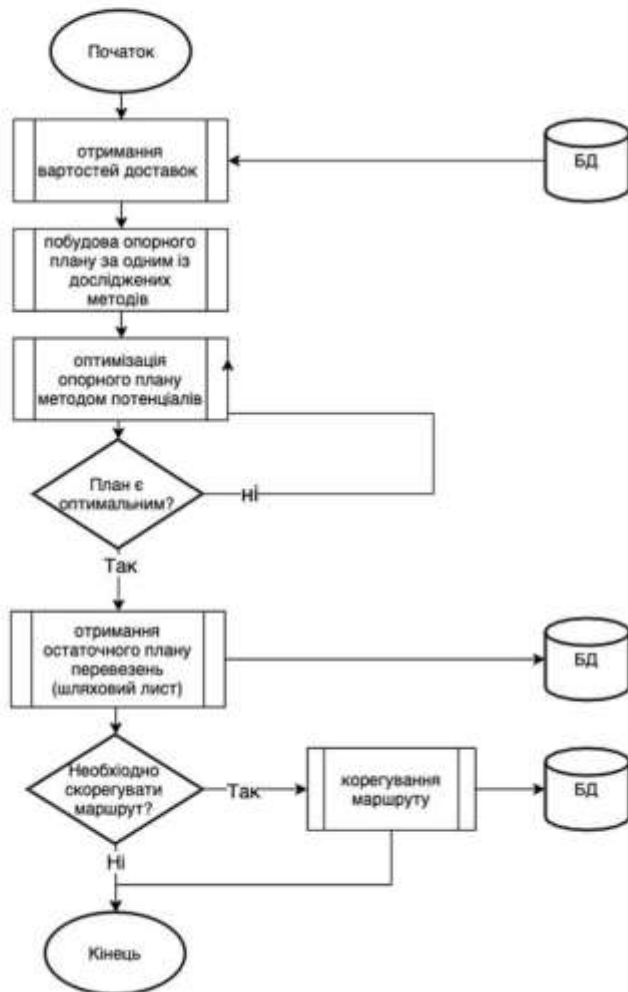 Початок
отримання
вартостей доставок
БД
побудова опорного
плану за одним із
досліджених
методів
оптимізація
опорного плану
методом потенціалів
План є
оптимальним?
ні
Так
отримання
остаточного плану
перевезень
(шляховий лист)
БД
Необхіодно
скорегувати
маршрут?
Так
корегування
маршруту
БД
Ні
Кінець